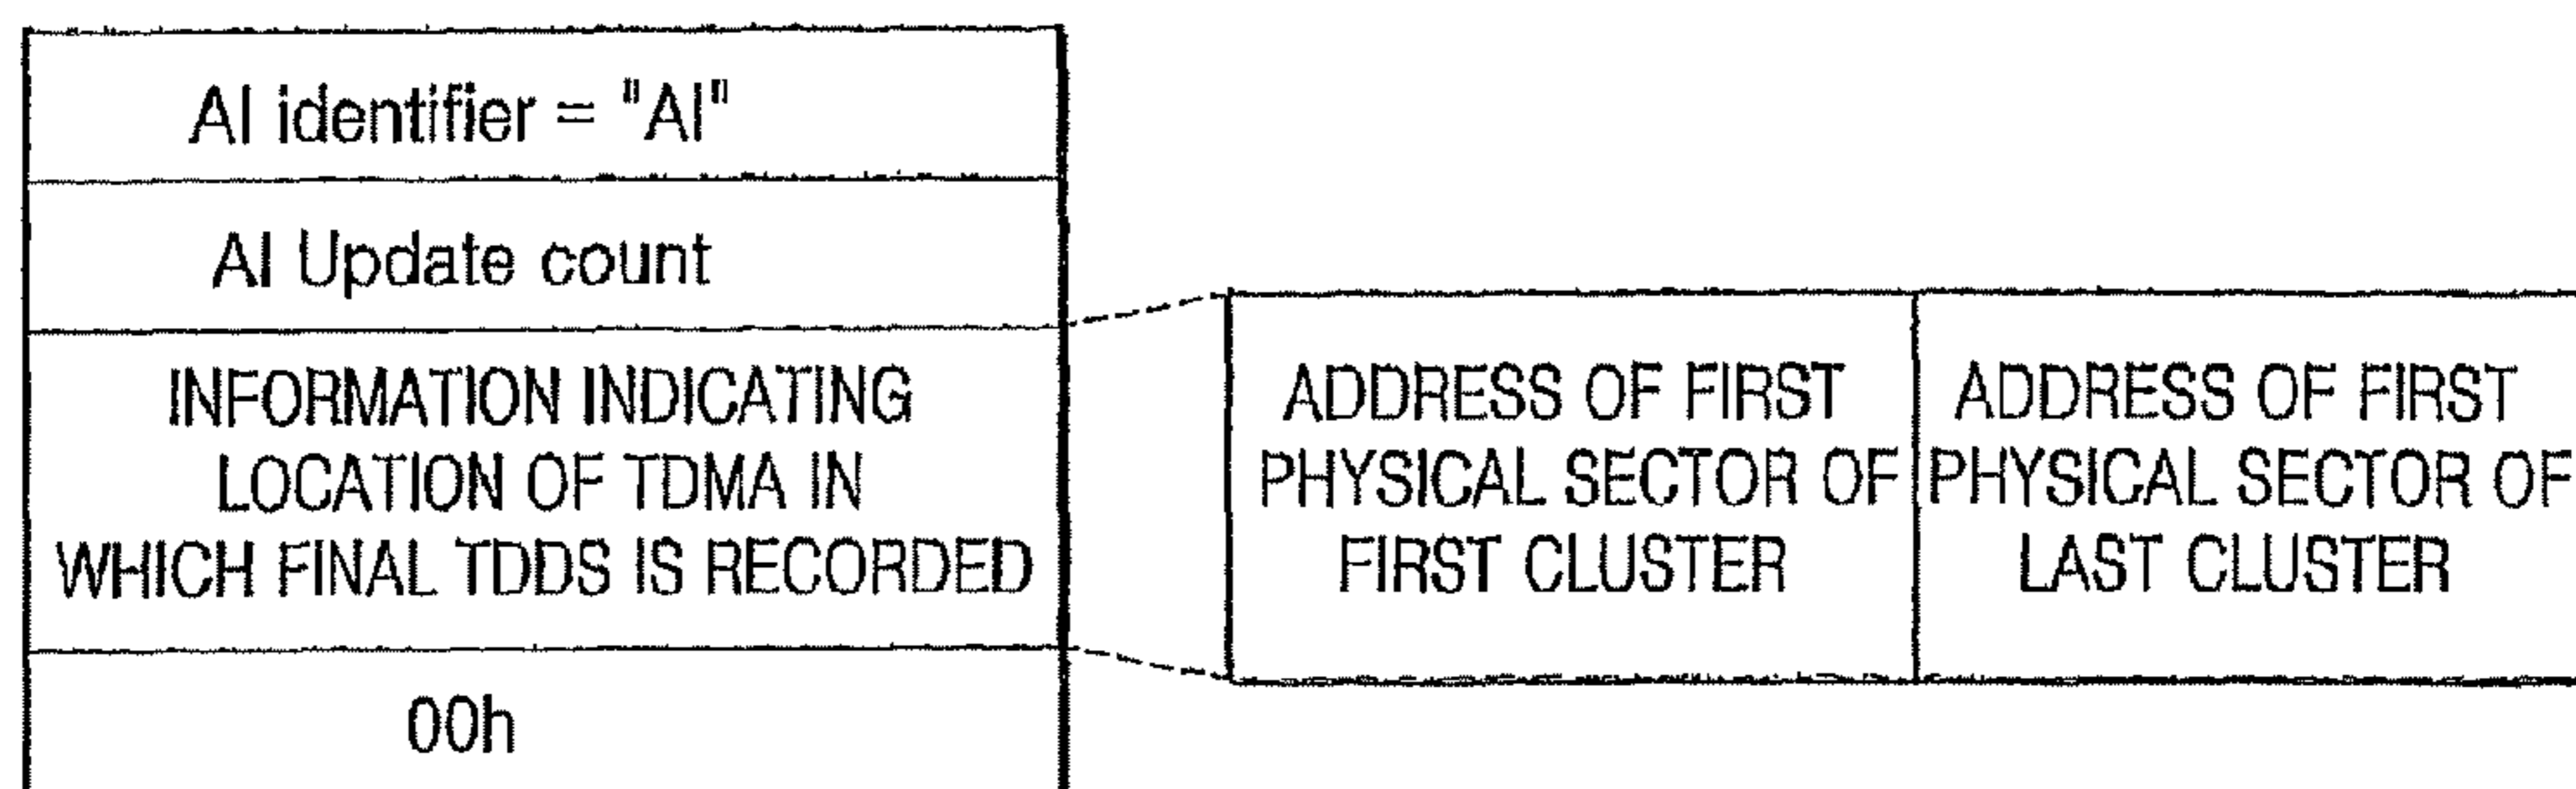 AI identifier = "AI"
AI Update count
INFORMATION INDICATING
LOCATION OF TDMA IN
WHICH FINAL TDDS IS RECORDED
00h
ADDRESS OF FIRST
PHYSICAL SECTOR OF
FIRST CLUSTER
ADDRESS OF FIRST
PHYSICAL SECTOR OF
LAST CLUSTER